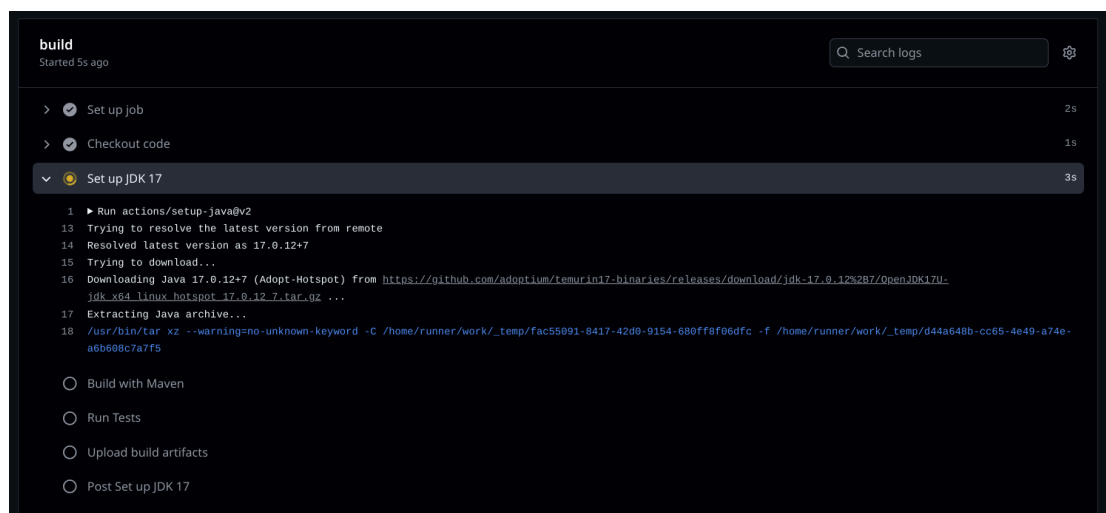 build
Started 5s ago
Search logs
Set up job 2s
Checkout code 1s
Set up JDK 17 3s
1 ▶ Run actions/setup-java@v2
13 Trying to resolve the latest version from remote
14 Resolved latest version as 17.0.12+7
15 Trying to download...
16 Downloading Java 17.0.12+7 (Adopt-Hotspot) from https://github.com/adoptium/temurin17-binaries/releases/download/jdk-17.0.12%2B7/OpenJDK17U-
jdk_x64_linux_hotspot_17.0.12_7.tar.gz ...
17 Extracting Java archive...
18 /usr/bin/tar xz --warning=no-unknown-keyword -C /home/runner/work/_temp/fac55091-8417-42d0-9154-680ff8f06dfc -f /home/runner/work/_temp/d44a648b-cc65-4e49-a74e-
a6b608c7a7f5
Build with Maven
Run Tests
Upload build artifacts
Post Set up JDK 17